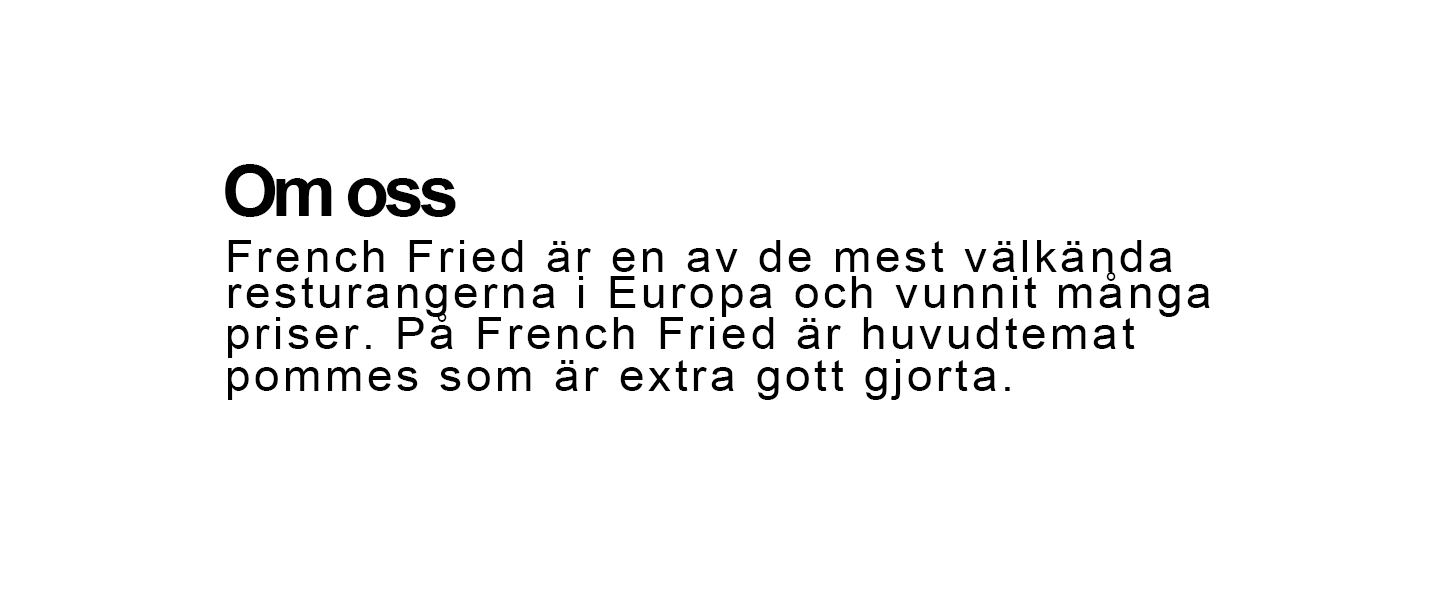 Om oss
French Fried är en av de mest välkända
resturangerna i Europa och vunnit många
priser. På French Fried är huvudtemat
pommes som är extra gott gjorta.